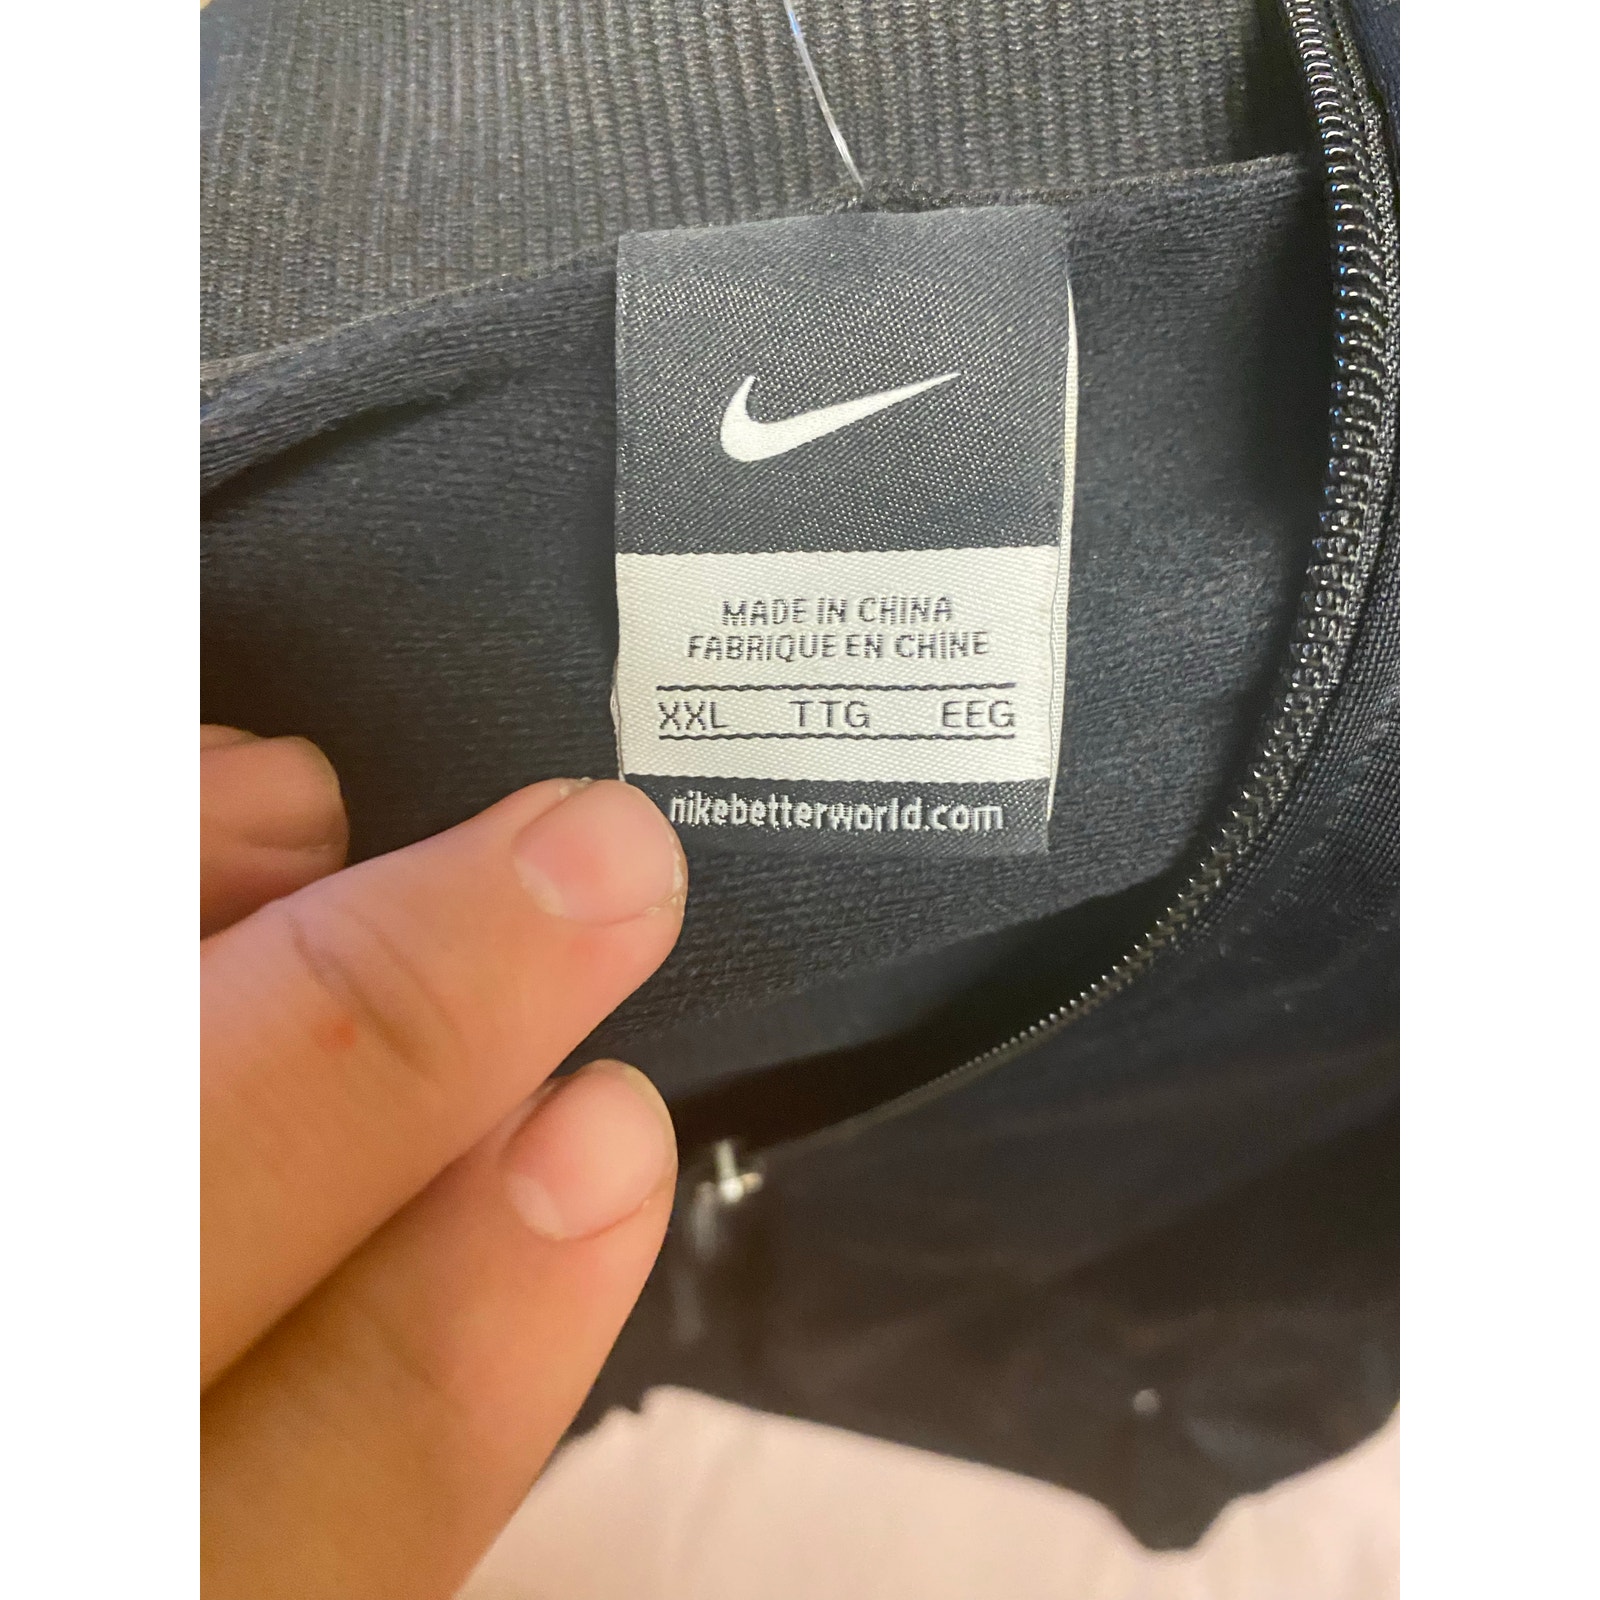 MADE IN CHINA
FABRIQUE EN CHINE
XXL TTG EEG
nikebetterworld.com